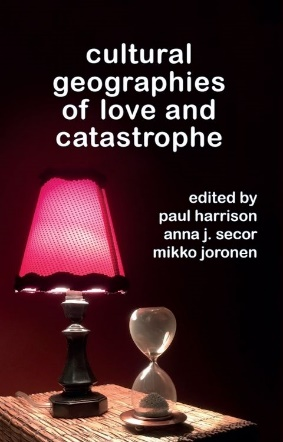 cultural
geographies
of love and
catastrophe
edited by
paul harrison
anna j. secor
mikko joronen